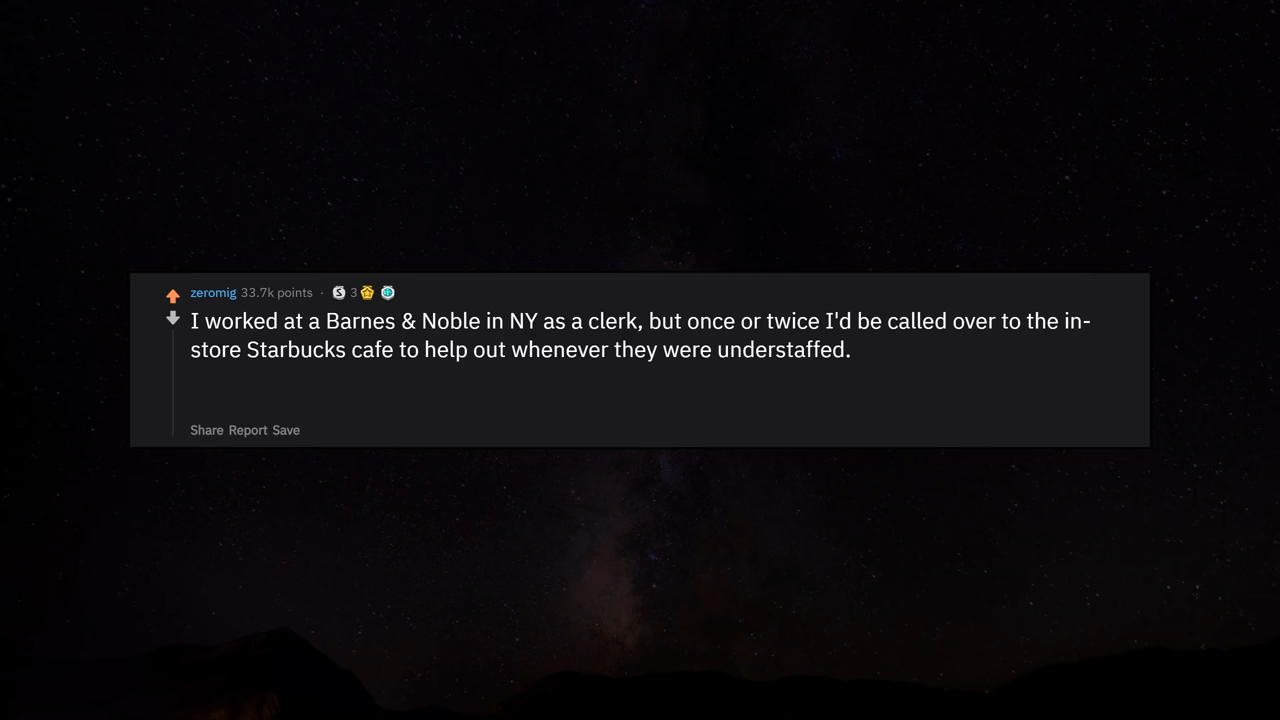 zeromig 33.7k points · 3
I worked at a Barnes & Noble in NY as a clerk, but once or twice I'd be called over to the in-
store Starbucks cafe to help out whenever they were understaffed.
Share Report Save